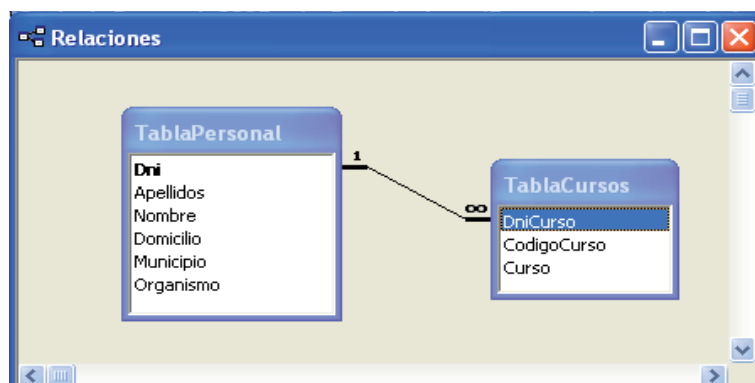 Relaciones
TablaPersonal
Dni
Apellidos
Nombre
Domicilio
Municipio
Organismo
1
∞
TablaCursos
DniCurso
CodigoCurso
Curso